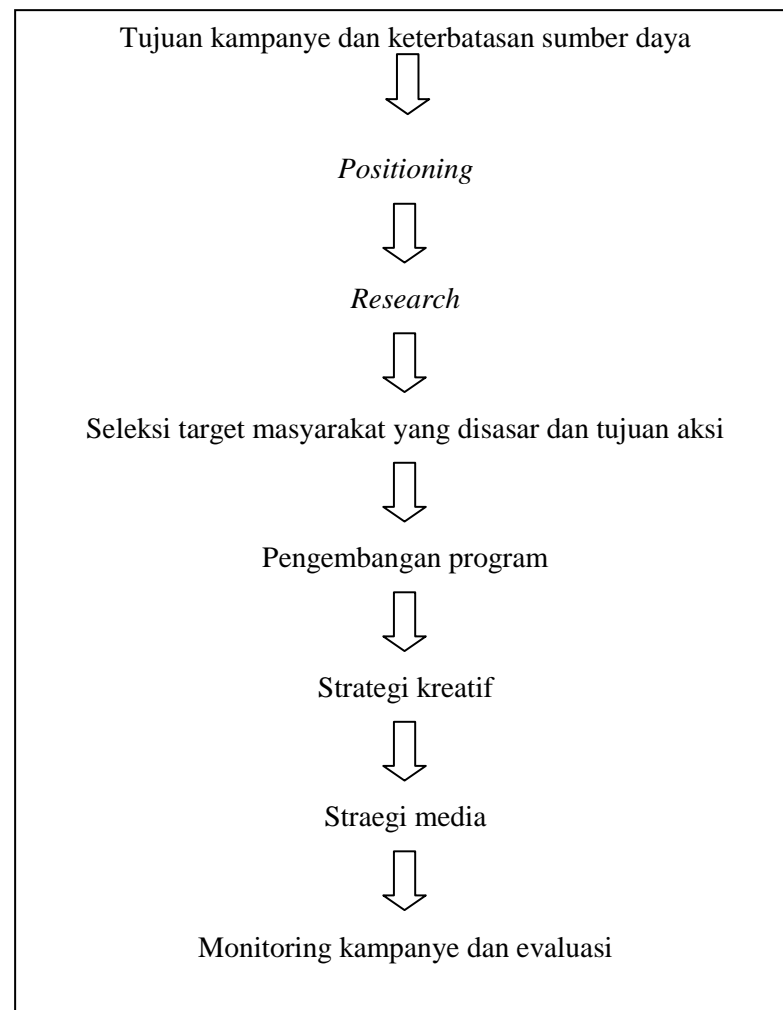 Tujuan kampanye dan keterbatasan sumber daya
Positioning
Research
Seleksi target masyarakat yang disasar dan tujuan aksi
Pengembangan program
Strategi kreatif
Straegi media
Monitoring kampanye dan evaluasi